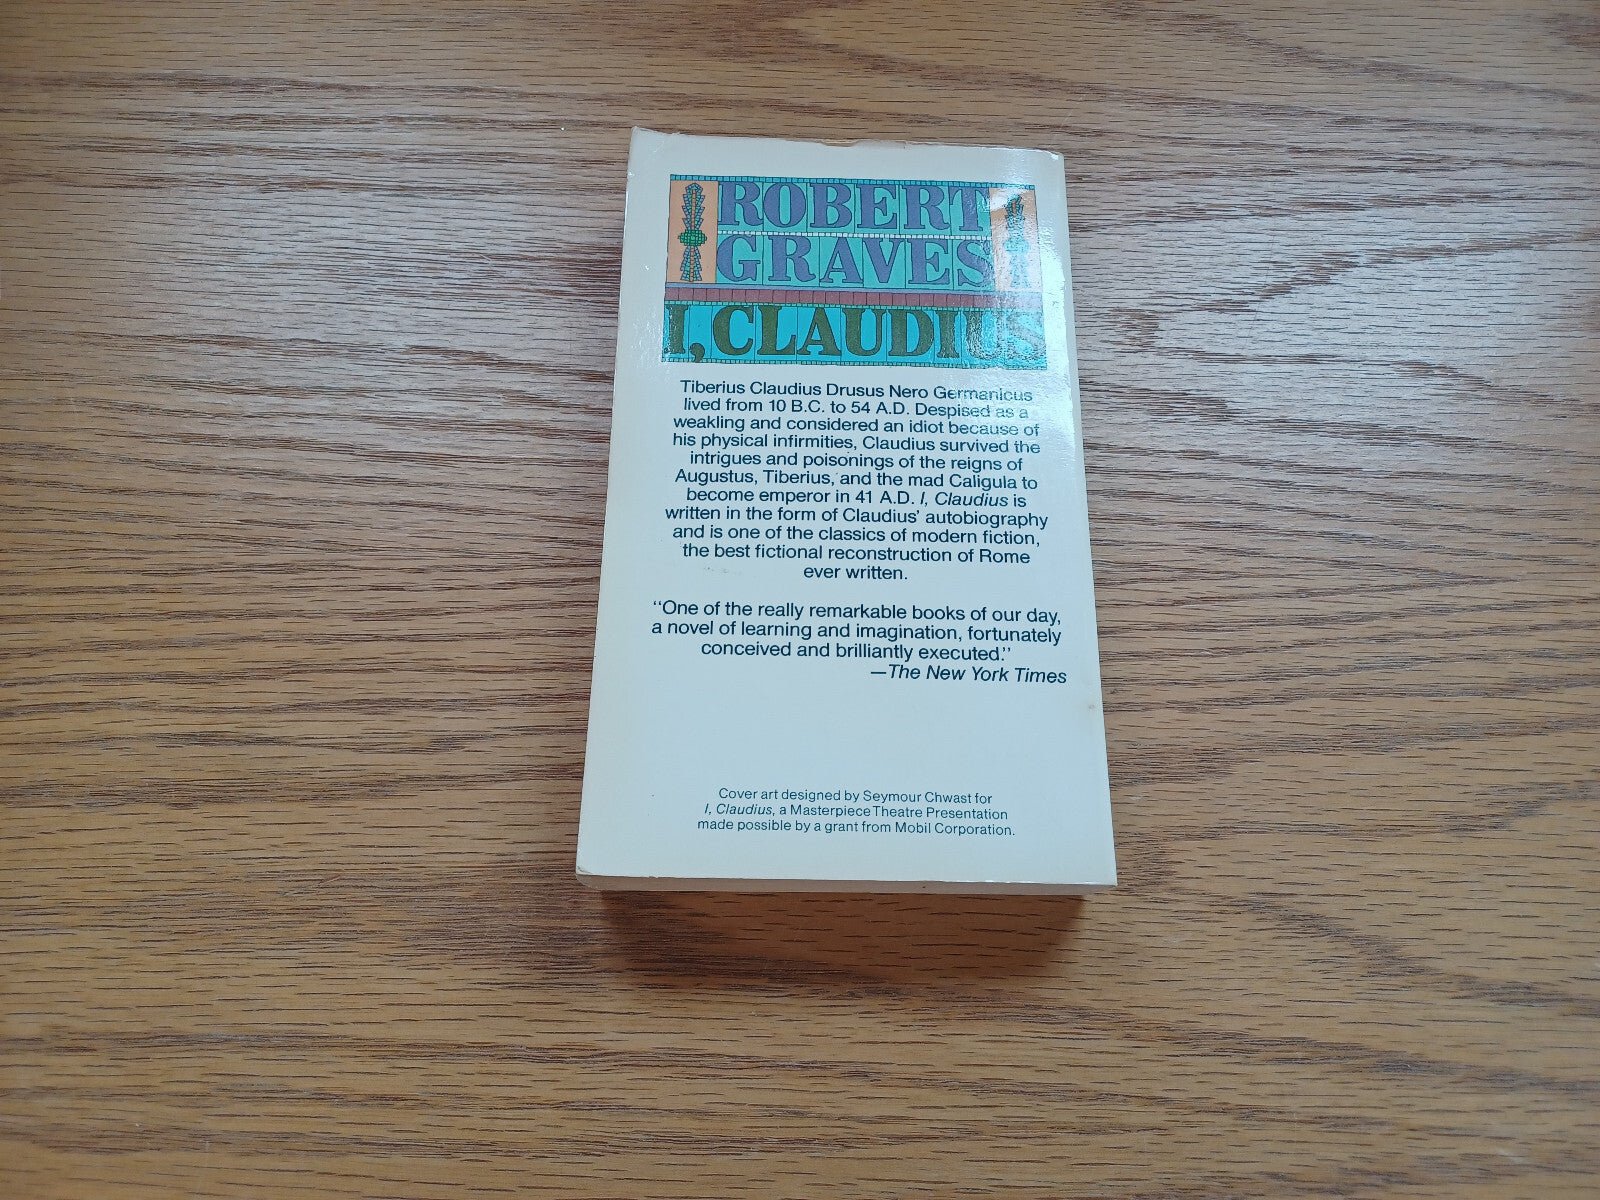 ROBERT
GRAVES
I, CLAUDIUS
Tiberius Claudius Drusus Nero Germanicus
lived from 10 B.C. to 54 A.D. Despised as a
weakling and considered an idiot because of
his physical infirmities, Claudius survived the
intrigues and poisonings of the reigns of
Augustus, Tiberius, and the mad Caligula to
become emperor in 41 A.D. I, Claudius is
written in the form of Claudius' autobiography
and is one of the classics of modern fiction,
the best fictional reconstruction of Rome
ever written.
"One of the really remarkable books of our day,
a novel of learning and imagination, fortunately
conceived and brilliantly executed."
—The New York Times
Cover art designed by Seymour Chwast for
I, Claudius, a Masterpiece Theatre Presentation
made possible by a grant from Mobil Corporation.